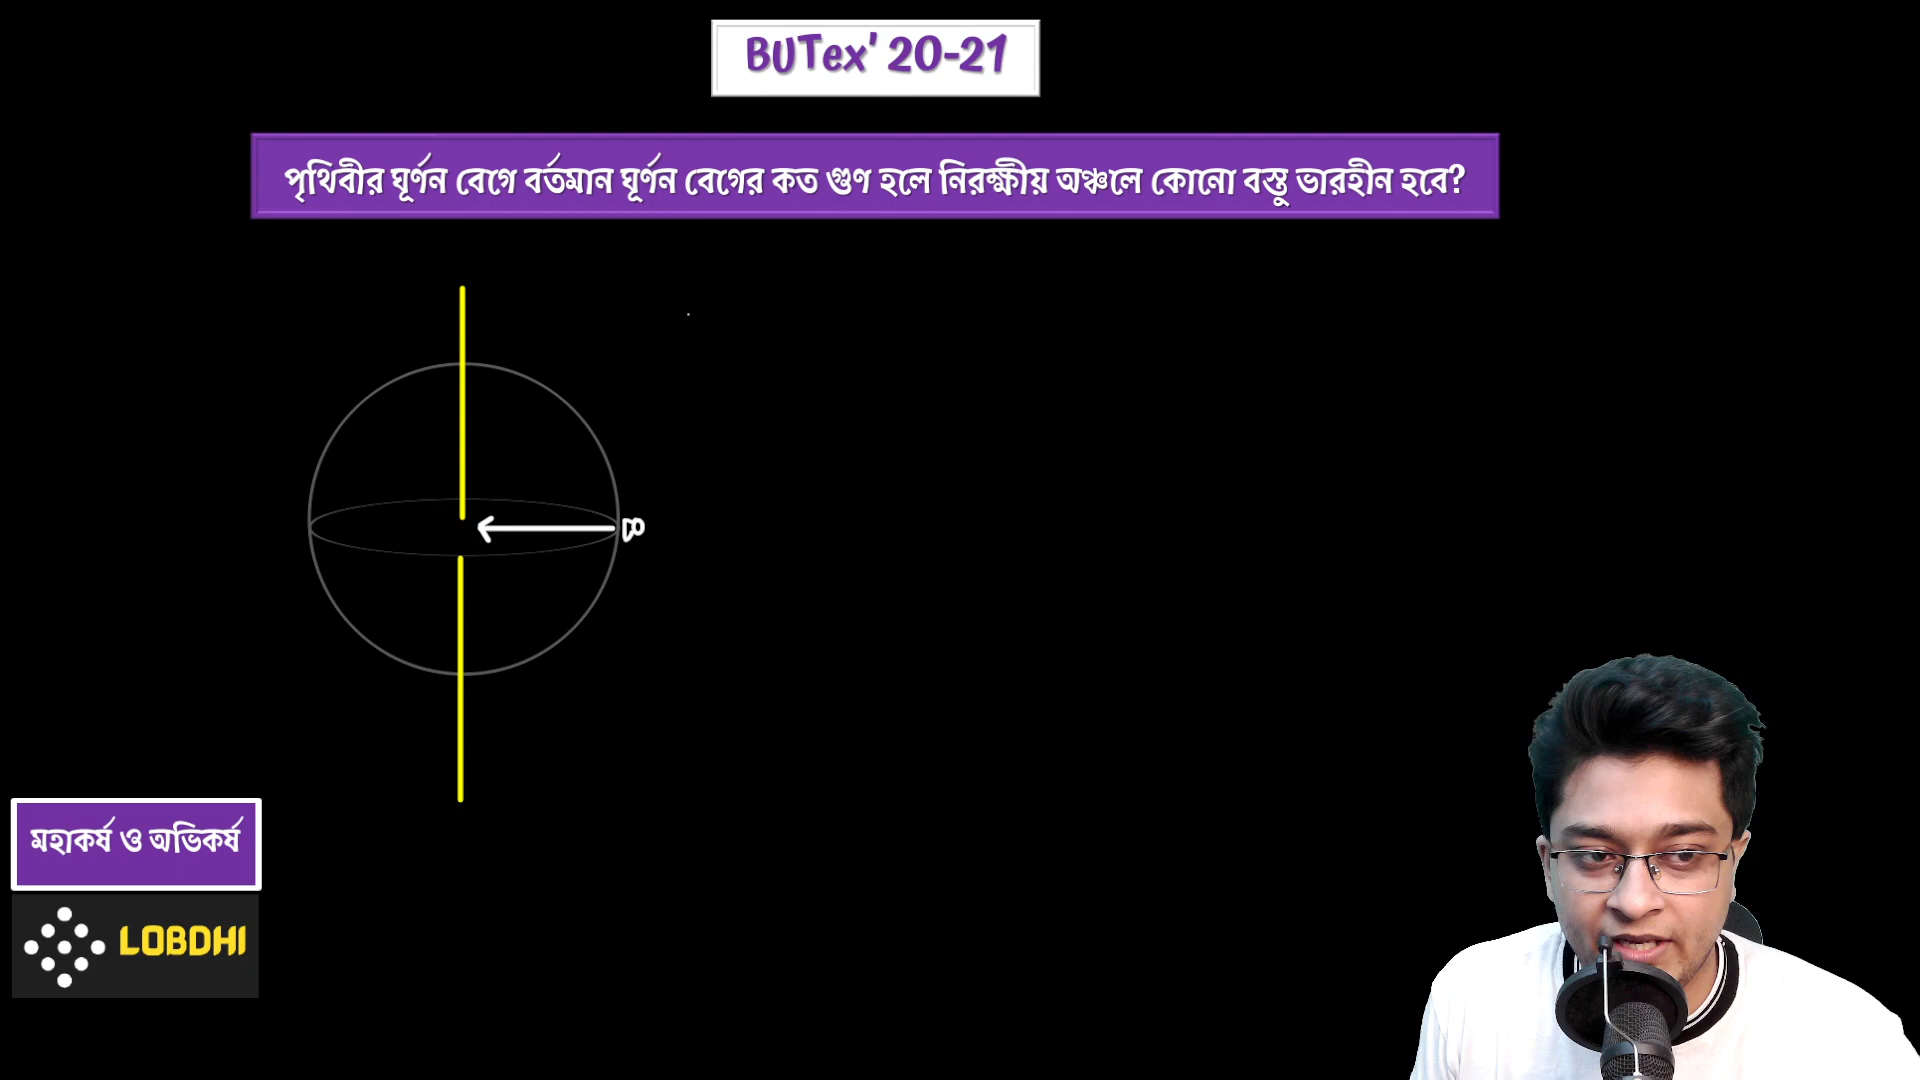 BUTex' 20-21
পৃথিবীর ঘূর্ণন বেগে বর্তমান ঘূর্ণন বেগের কত গুণ হলে নিরক্ষীয় অঞ্চলে কোনো বস্তু ভারহীন হবে?
মহাকর্ষ ও অভিকর্ষ
LOBDHI